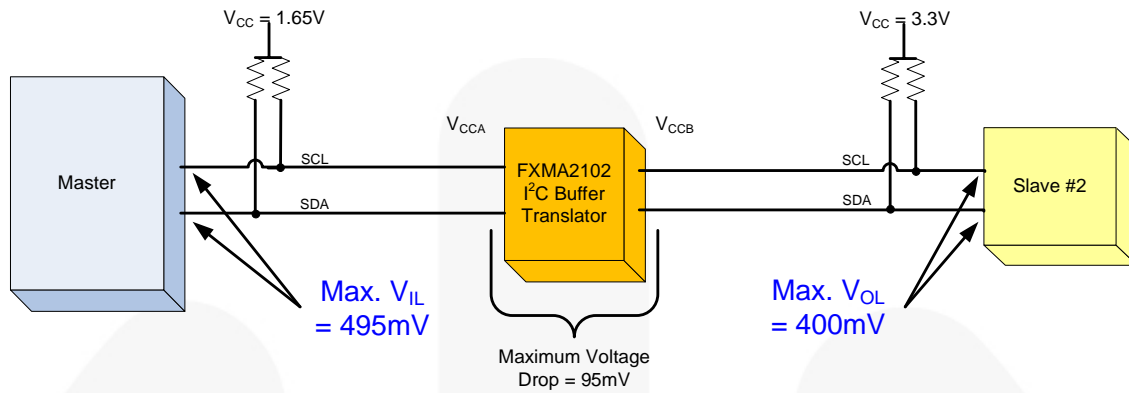 V_CC = 1.65V
V_CC = 3.3V
V_CCA
V_CCB
Master
SCL
SDA
FXMA2102
I²C Buffer
Translator
SCL
SDA
Slave #2
Max. V_IL
= 495mV
Max. V_OL
= 400mV
Maximum Voltage
Drop = 95mV